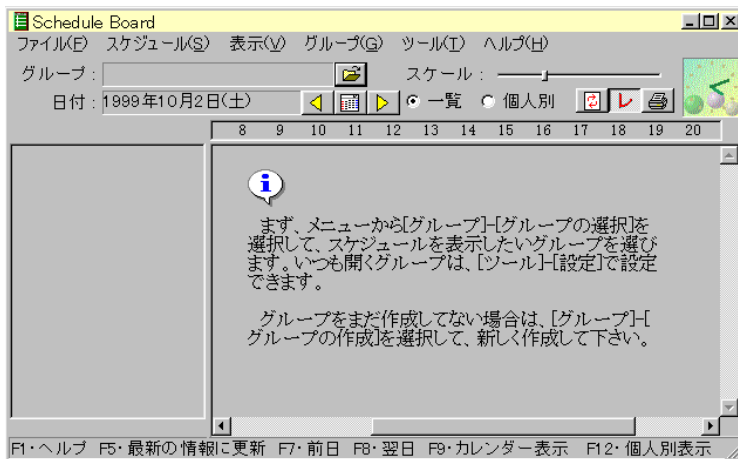 Schedule Board
ファイル(F) スケジュール(S) 表示(V) グループ(G) ツール(T) ヘルプ(H)
グループ : スケール :
日付 : 1999年10月2日(土) 一覧 個人別
8 9 10 11 12 13 14 15 16 17 18 19 20
まず、メニューから[グループ]-[グループの選択]を
選択して、スケジュールを表示したいグループを選び
ます。いつも開くグループは、[ツール]-[設定]で設定
できます。
グループをまだ作成してない場合は、[グループ]-[
グループの作成]を選択して、新しく作成して下さい。
F1・ヘルプ F5・最新の情報に更新 F7・前日 F8・翌日 F9・カレンダー表示 F12・個人別表示